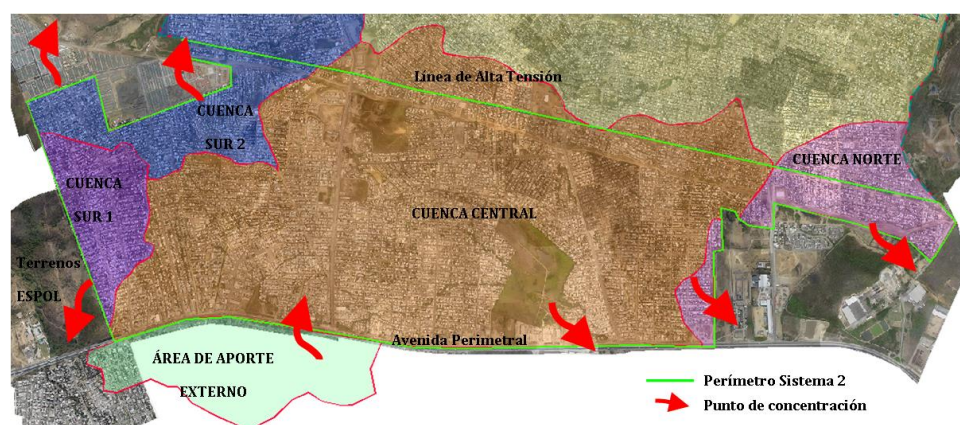 Línea de Alta Tensión
CUENCA
SUR 2
CUENCA NORTE
CUENCA
SUR 1
CUENCA CENTRAL
Terrenos
ESPOL
Avenida Perimetral
ÁREA DE APORTE
EXTERNO
Perímetro Sistema 2
Punto de concentración